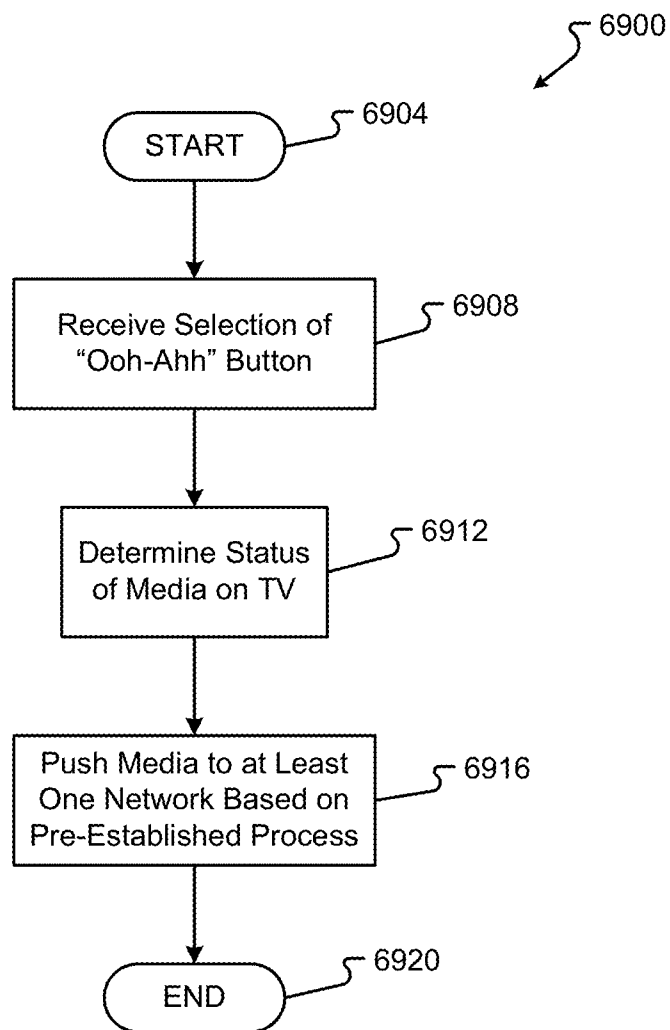 6900
START
6904
Receive Selection of
“Ooh-Ahh” Button
6908
Determine Status
of Media on TV
6912
Push Media to at Least
One Network Based on
Pre-Established Process
6916
END
6920